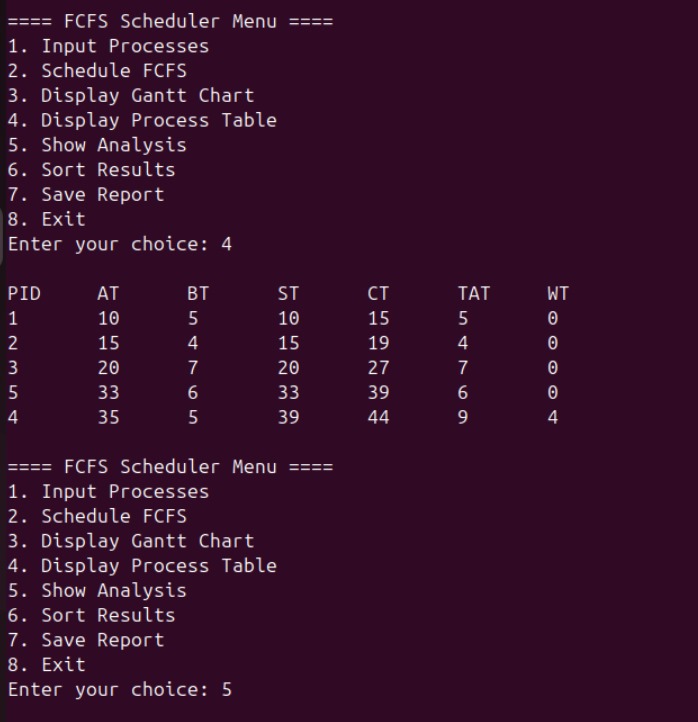 ==== FCFS Scheduler Menu ====
1. Input Processes
2. Schedule FCFS
3. Display Gantt Chart
4. Display Process Table
5. Show Analysis
6. Sort Results
7. Save Report
8. Exit
Enter your choice: 4
PID AT BT ST CT TAT WT
1 10 5 10 15 5 0
2 15 4 15 19 4 0
3 20 7 20 27 7 0
5 33 6 33 39 6 0
4 35 5 39 44 9 4
==== FCFS Scheduler Menu ====
1. Input Processes
2. Schedule FCFS
3. Display Gantt Chart
4. Display Process Table
5. Show Analysis
6. Sort Results
7. Save Report
8. Exit
Enter your choice: 5